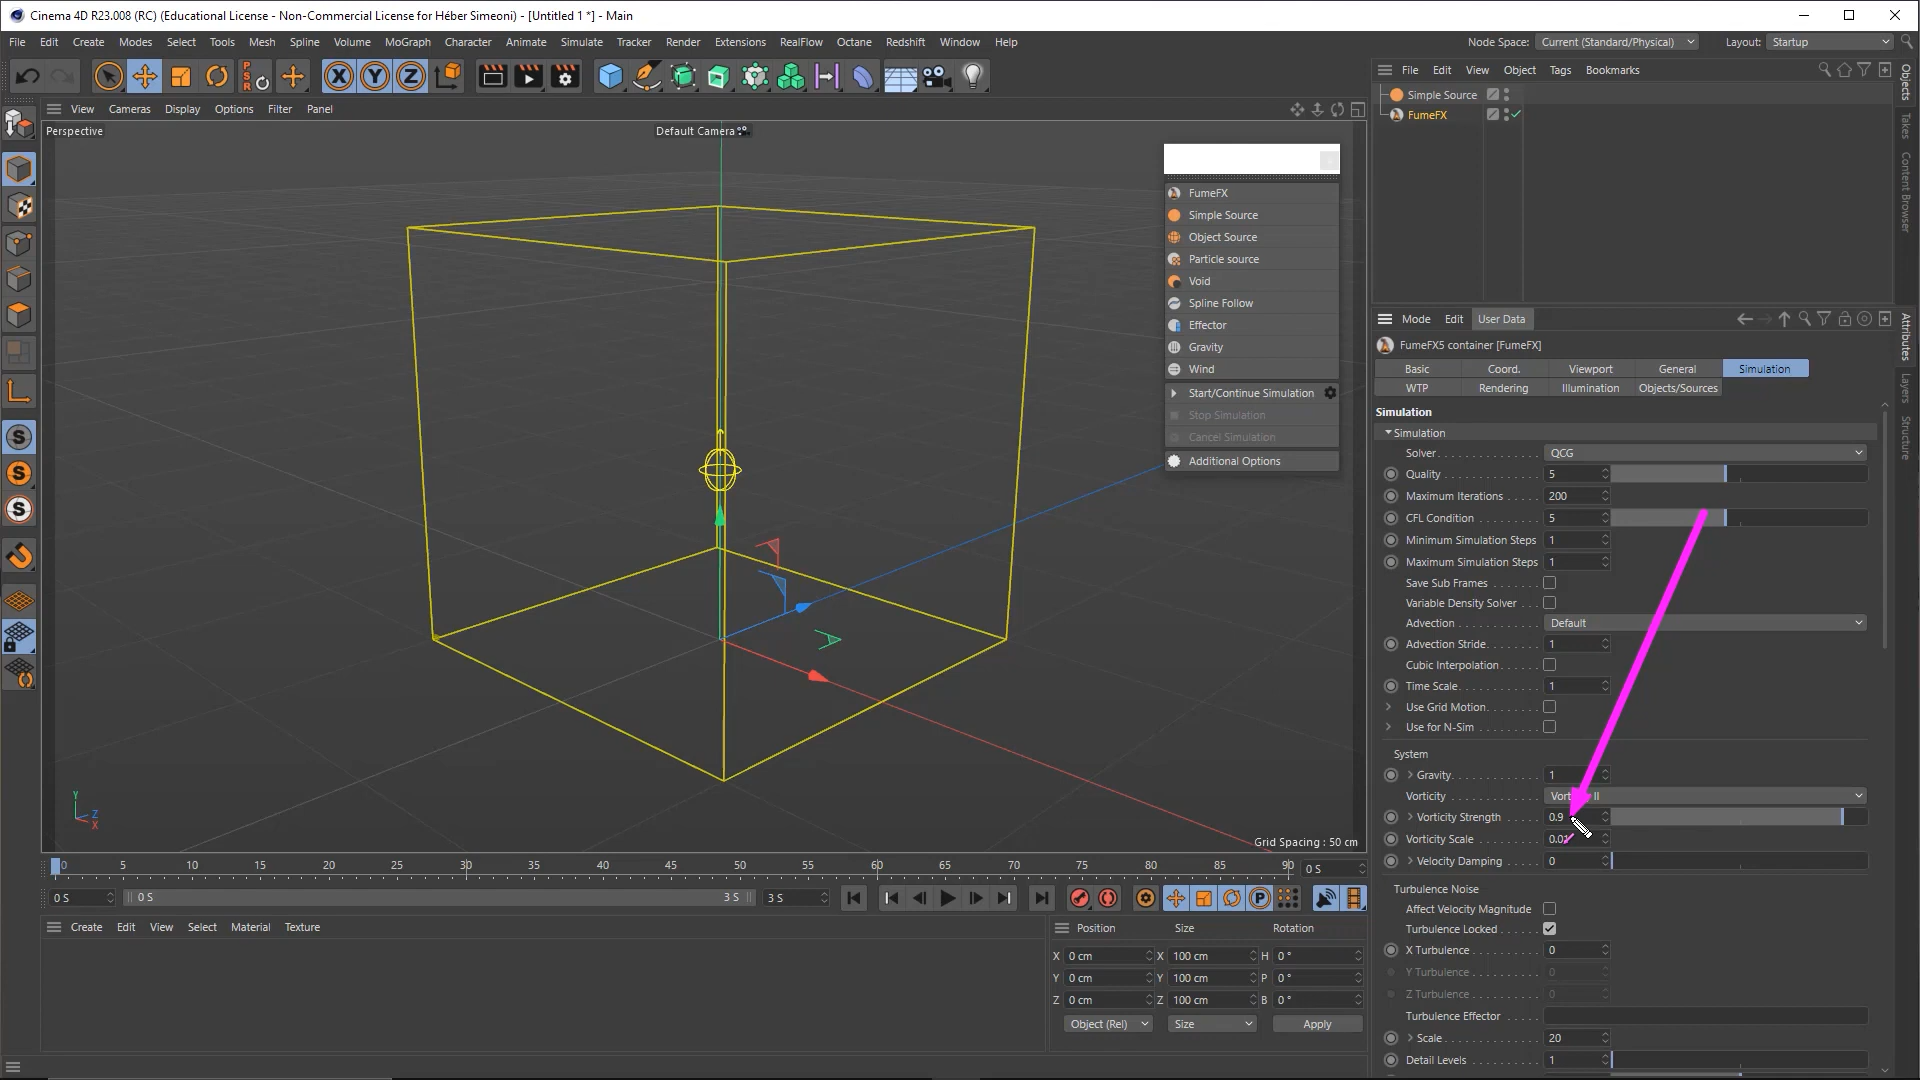 Cinema 4D R23.008 (RC) (Educational License - Non-Commercial License for Héber Simeoni) - [Untitled 1 *] - Main
File Edit Create Modes Select Tools Mesh Spline Volume MoGraph Character Animate Simulate Tracker Render Extensions RealFlow Octane Redshift Window Help
Node Space: Current (Standard/Physical) Layout: Startup
PSR X Y Z
File Edit View Object Tags Bookmarks
Simple Source
FumeFX
Objects
Takes
Content Browser
View Cameras Display Options Filter Panel
Perspective
Default Camera
FumeFX
Simple Source
Object Source
Particle source
Void
Spline Follow
Effector
Gravity
Wind
Start/Continue Simulation
Stop Simulation
Cancel Simulation
Additional Options
S
S
S
Y
Z
X
Grid Spacing : 50 cm
Mode Edit User Data
Attributes
Layers
Structure
FumeFX5 container [FumeFX]
Basic Coord. Viewport General Simulation
WTP Rendering Illumination Objects/Sources
Simulation
Simulation
Solver QCG
Quality 5
Maximum Iterations 200
CFL Condition 5
Minimum Simulation Steps 1
Maximum Simulation Steps 1
Save Sub Frames
Variable Density Solver
Advection Default
Advection Stride 1
Cubic Interpolation
Time Scale 1
Use Grid Motion
Use for N-Sim
System
Gravity 1
Vorticity II
Vorticity Strength 0.9
Vorticity Scale
Velocity Damping 0
Turbulence Noise
Affect Velocity Magnitude
Turbulence Locked
X Turbulence 0
Y Turbulence 0
Z Turbulence 0
Turbulence Effector
Scale 20
Detail Levels 1
0 5 10 15 20 25 30 35 40 45 50 55 60 65 70 75 80 85 90 0 S
0 S 0 S 3 S 3 S P
Create Edit View Select Material Texture
Position Size Rotation
X 0 cm X 100 cm H 0 °
Y 0 cm Y 100 cm P 0 °
Z 0 cm Z 100 cm B 0 °
Object (Rel) Size Apply